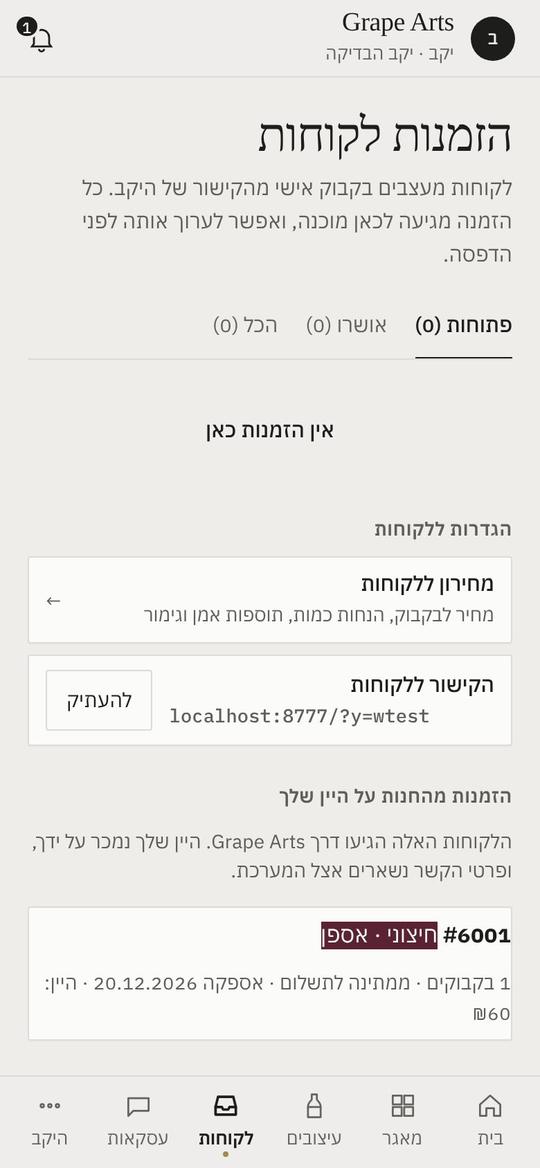 Grape Arts
יקב · יקב הבדיקה
ב
1
הזמנות לקוחות
לקוחות מעצבים בקבוק אישי מהקישור של היקב. כל
הזמנה מגיעה לכאן מוכנה, ואפשר לערוך אותה לפני
הדפסה.
פתוחות (0) אושרו (0) הכל (0)
אין הזמנות כאן
הגדרות ללקוחות
מחירון ללקוחות
מחיר לבקבוק, הנחות כמות, תוספות אמן וגימור
←
הקישור ללקוחות
localhost:8777/?y=wtest
להעתיק
הזמנות מהחנות על היין שלך
הלקוחות האלה הגיעו דרך Grape Arts. היין שלך נמכר על ידך,
ופרטי הקשר נשארים אצל המערכת.
#6001 חיצוני · אספן
1 בקבוקים · ממתינה לתשלום · אספקה 20.12.2026 · היין:
₪60
בית מאגר עיצובים לקוחות עסקאות היקב